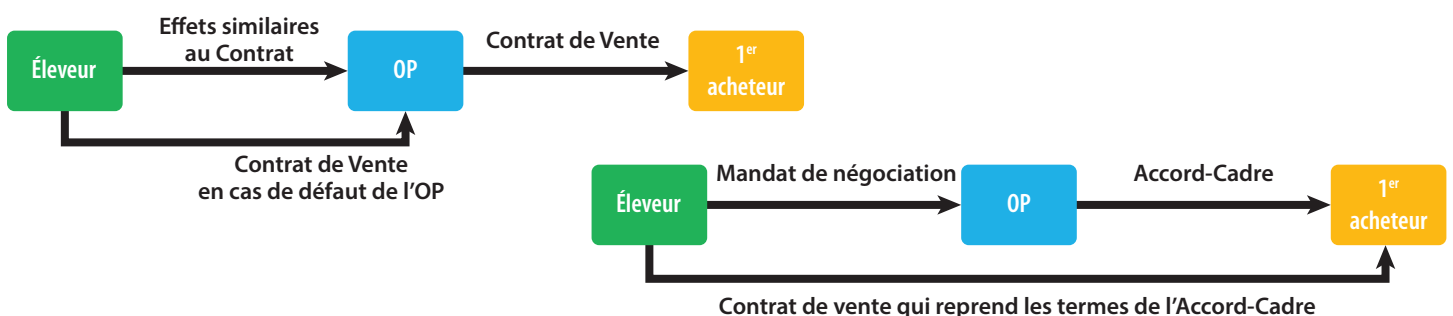 Effets similaires
au Contrat
Éleveur
OP
Contrat de Vente
1er
acheteur
Contrat de Vente
en cas de défaut de l’OP
Mandat de négociation
Accord-Cadre
Éleveur
OP
1er
acheteur
Contrat de vente qui reprend les termes de l’Accord-Cadre